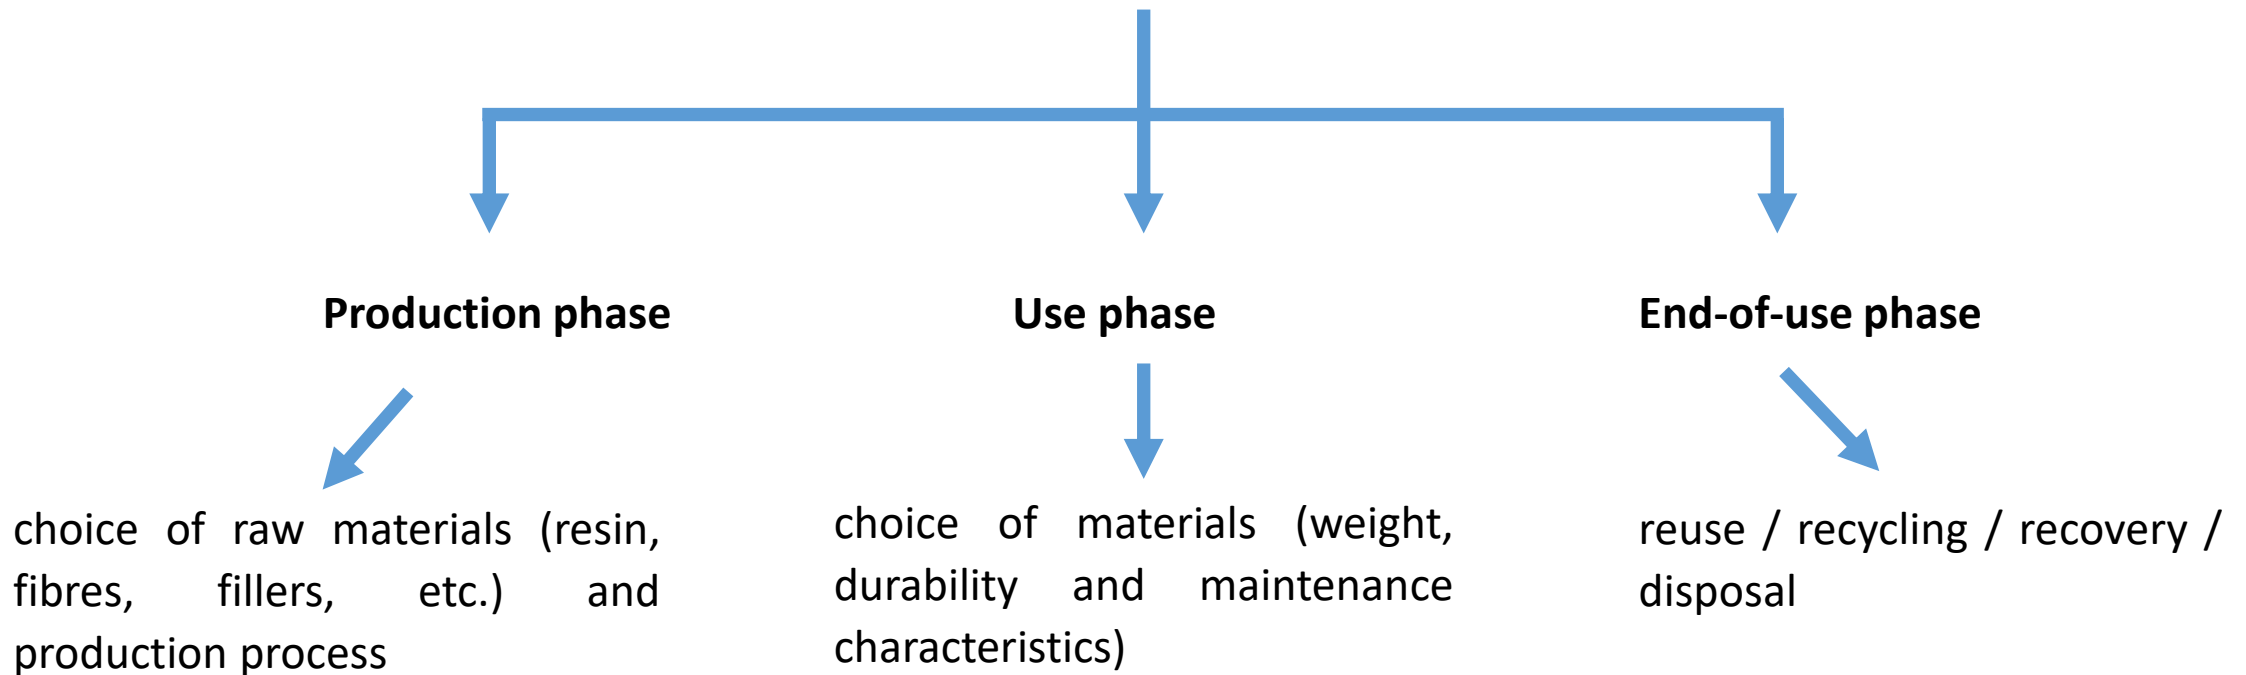 Production phase
Use phase
End-of-use phase
choice of raw materials (resin,
fibres, fillers, etc.) and
production process
choice of materials (weight,
durability and maintenance
characteristics)
reuse / recycling / recovery /
disposal